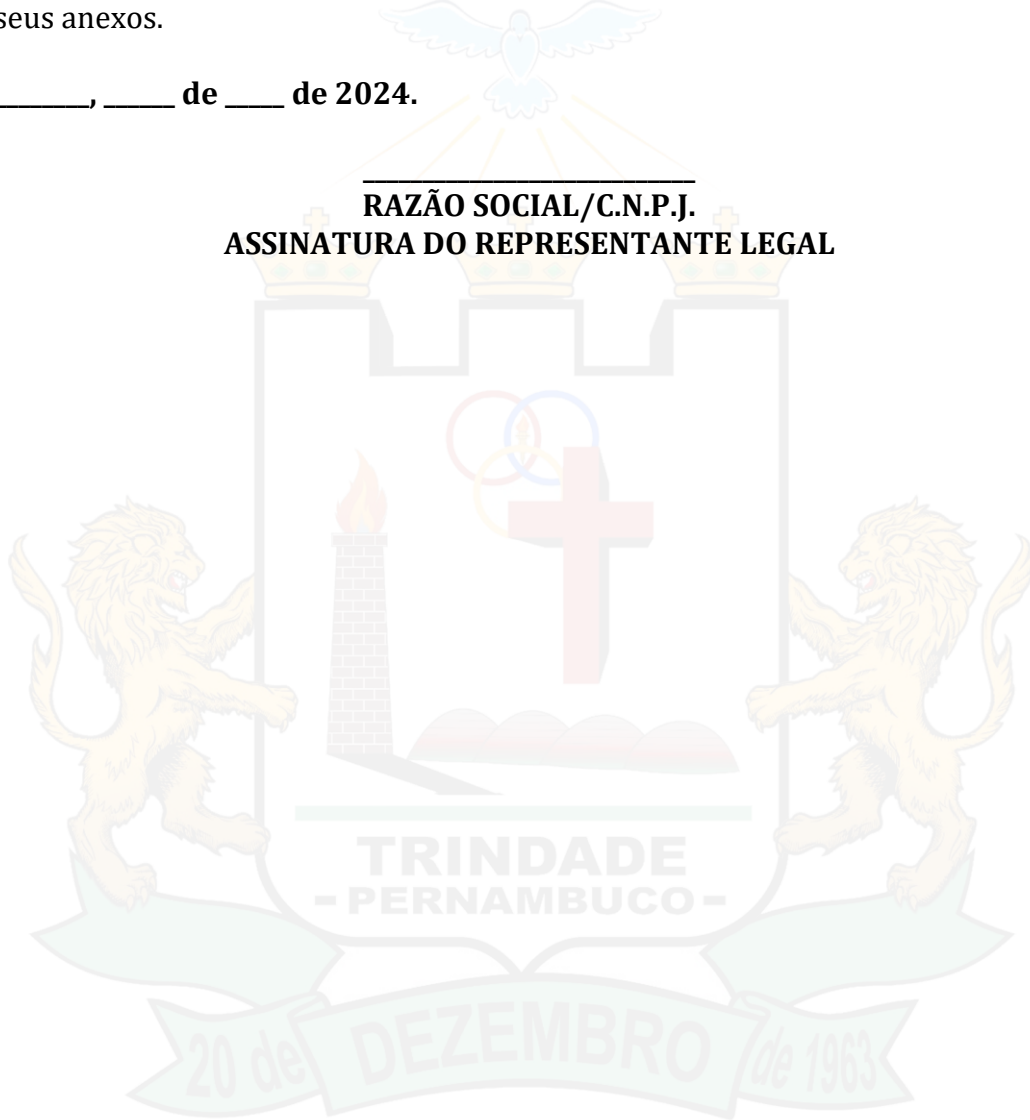 seus anexos.
________, ______ de _____ de 2024.
____________________________
RAZÃO SOCIAL/C.N.P.J.
ASSINATURA DO REPRESENTANTE LEGAL
TRINDADE
- PERNAMBUCO -
20 de DEZEMBRO de 1963